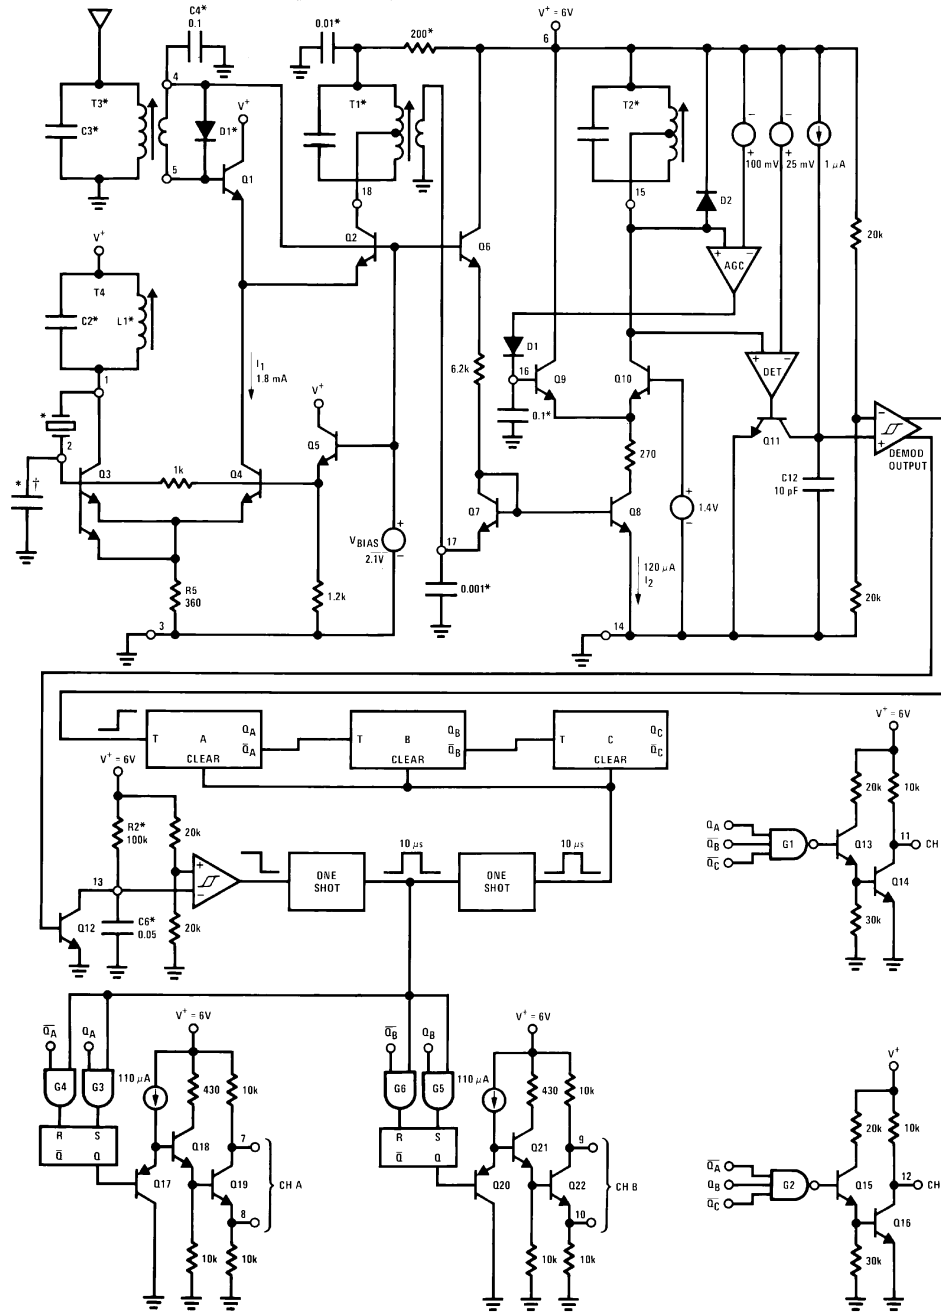 C4*
0.1
0.01*
200*
V+ = 6V
6
4
T3*
C3*
D1*
V+
5
Q1
T1*
18
Q2
Q6
T2*
15
D2
100 mV
25 mV
1 μA
20k
AGC
V+
T4
C2*
L1*
1
*
2
* †
I1
1.8 mA
V+
Q5
6.2k
D1
16
Q9
0.1*
Q10
DET
Q11
DEMOD
OUTPUT
Q3
1k
Q4
270
C12
10 pF
Q7
Q8
1.4V
VBIAS
2.1V
17
R5
360
1.2k
0.001*
120 μA
I2
20k
3
14
T
A
QA
Q̅A
CLEAR
T
B
QB
Q̅B
CLEAR
T
C
QC
Q̅C
CLEAR
V+ = 6V
R2*
100k
20k
13
Q12
C6*
0.05
20k
ONE
SHOT
10 μs
ONE
SHOT
10 μs
V+ = 6V
20k
10k
QA
Q̅B
Q̅C
G1
Q13
11
CH
Q14
30k
Q̅A
QA
G4
G3
110 μA
V+ = 6V
430
10k
R
S
Q̅
Q
Q17
Q18
7
Q19
CH A
8
10k
10k
Q̅B
QB
G6
G5
110 μA
V+ = 6V
430
10k
R
S
Q̅
Q
Q20
Q21
9
Q22
CH B
10
10k
10k
V+
20k
10k
Q̅A
QB
Q̅C
G2
Q15
12
CH
Q16
30k